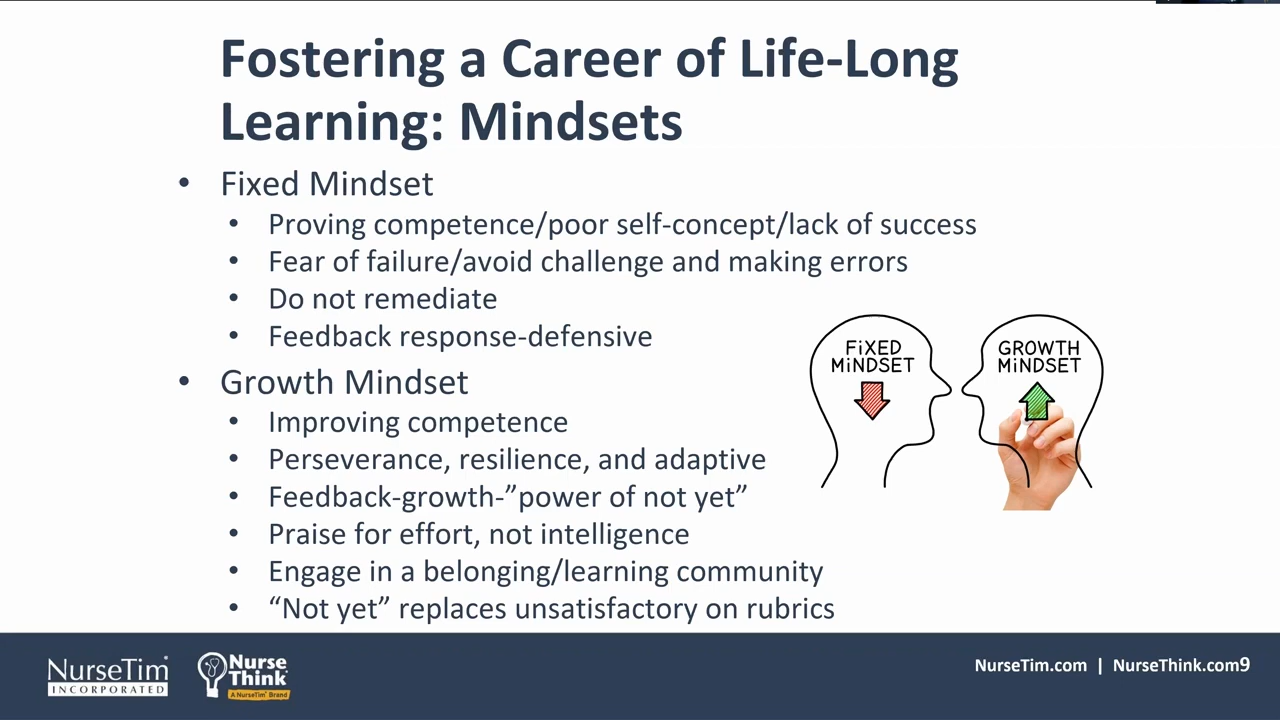 Fostering a Career of Life-Long
Learning: Mindsets
• Fixed Mindset
• Proving competence/poor self-concept/lack of success
• Fear of failure/avoid challenge and making errors
• Do not remediate
• Feedback response-defensive
• Growth Mindset
• Improving competence
• Perseverance, resilience, and adaptive
• Feedback-growth-”power of not yet”
• Praise for effort, not intelligence
• Engage in a belonging/learning community
• “Not yet” replaces unsatisfactory on rubrics
FiXED
MiNDSET
GROWTH
MiNDSET
NurseTim®
INCORPORATED
Nurse
Think®
A NurseTim® Brand
NurseTim.com | NurseThink.com9